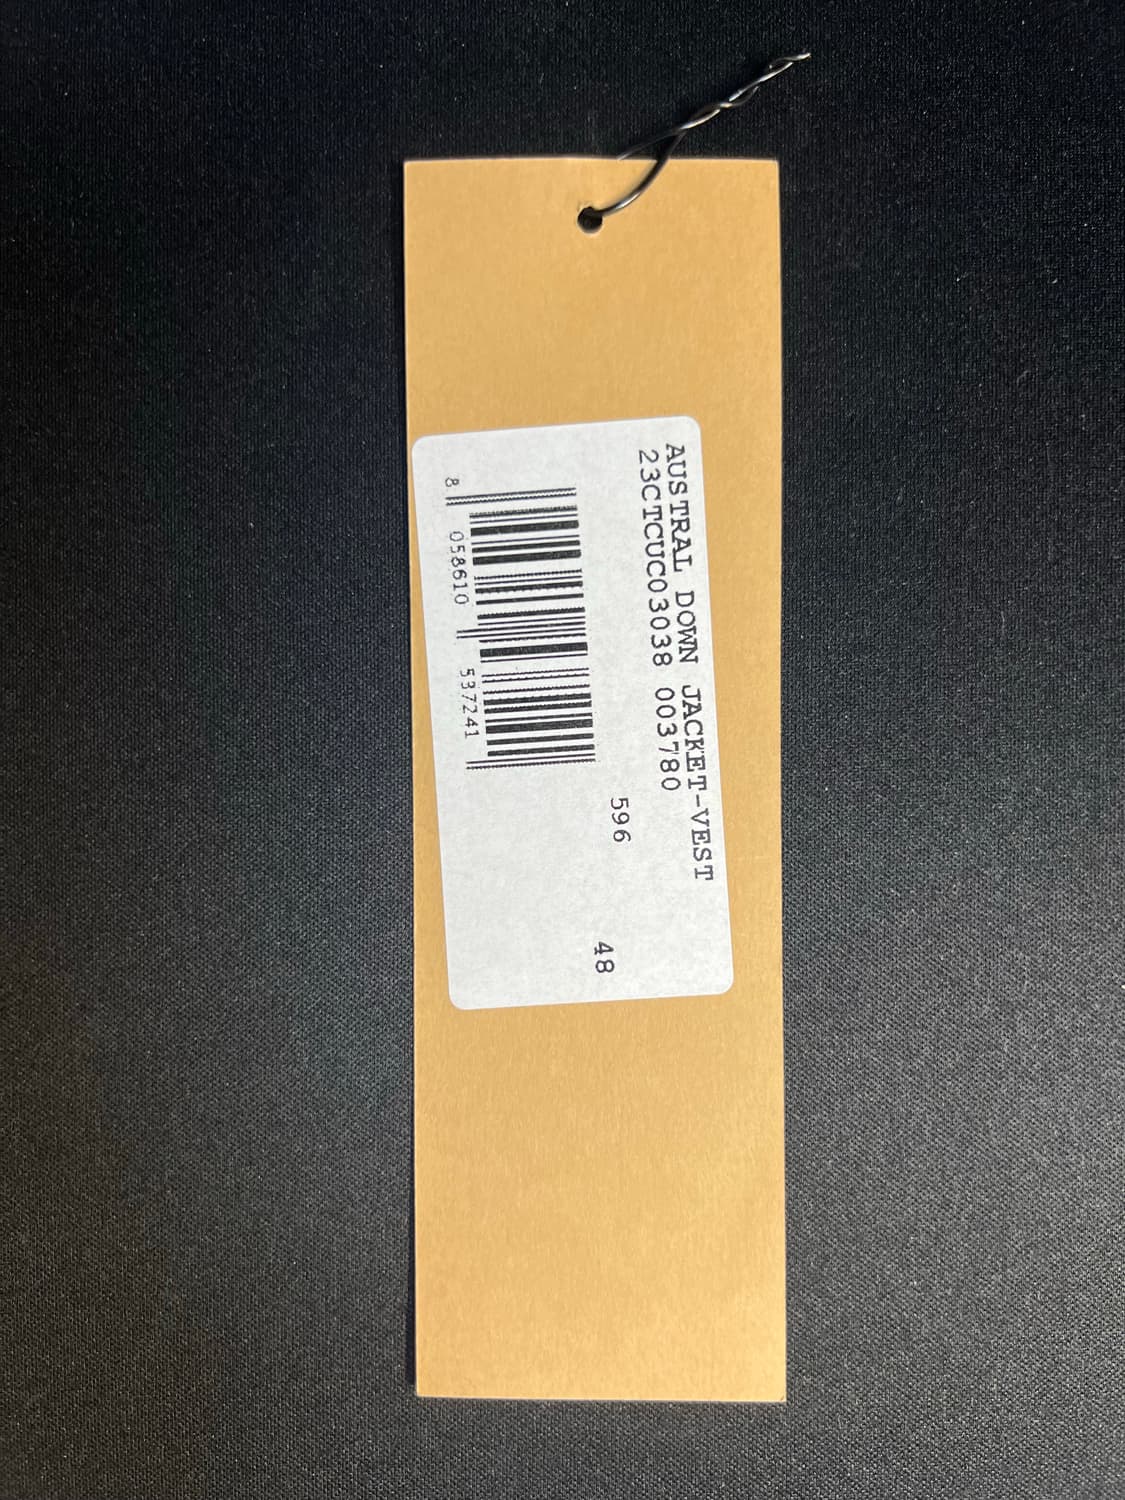 AUSTRAL DOWN JACKET-VEST
23CTCUC03038 003780
596
48
8 058610 537241